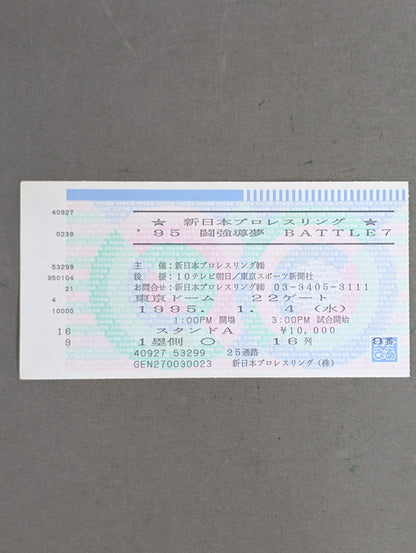 40927
★ 新日本プロレスリング ★
0239
'95 闘強導夢 BATTLE7
53299
主 催:新日本プロレスリング㈱
950104
後 援:10テレビ朝日/東京スポーツ新聞社
21
お問合せ:新日本プロレスリング㈱ 03-3405-3111
4
東京ドーム 22ゲート
10000
1995. 1. 4(水)
1:00PM 開場 3:00PM 試合開始
16
スタンドA ¥10,000
9
1塁側 ○ 16列 9番
40927 53299 25通路
GEN270030023 新日本プロレスリング(株)